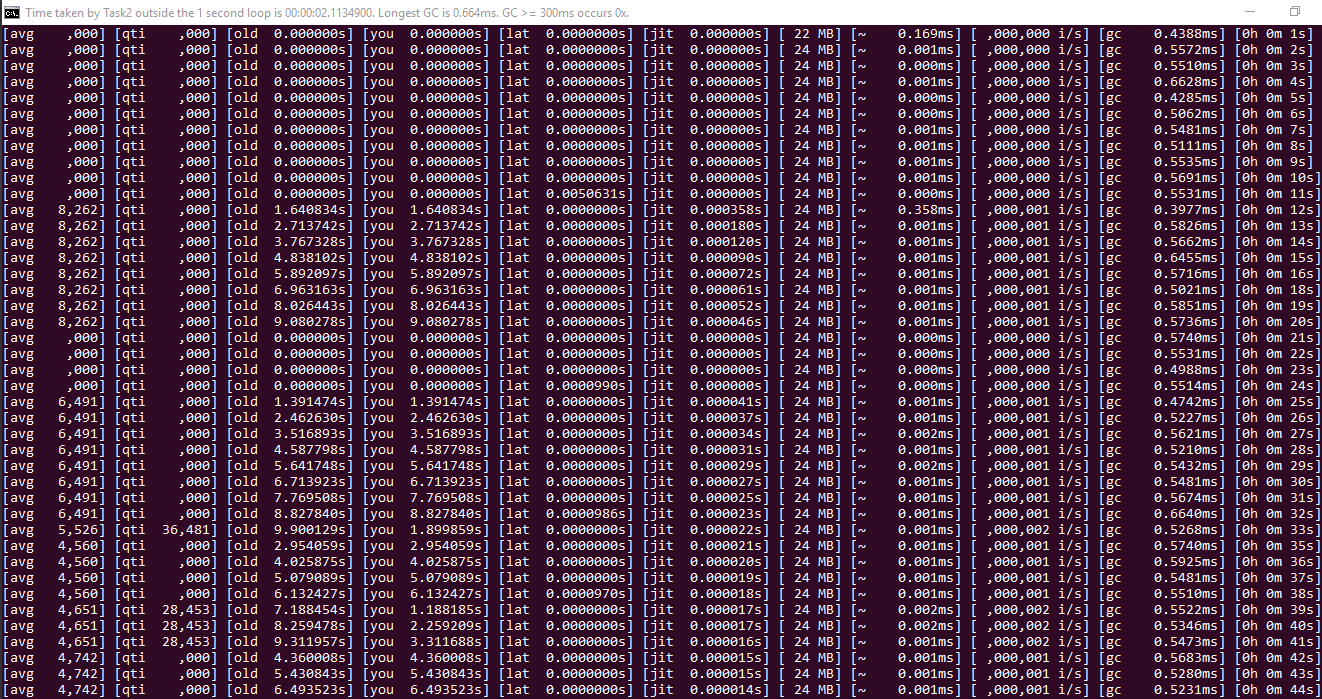 Time taken by Task2 outside the 1 second loop is 00:00:02.1134900. Longest GC is 0.664ms. GC >= 300ms occurs 0x.
[avg ,000] [qti ,000] [old 0.000000s] [you 0.000000s] [lat 0.0000000s] [jit 0.000000s] [ 22 MB] [~ 0.169ms] [ ,000,000 i/s] [gc 0.4388ms] [0h 0m 1s]
[avg ,000] [qti ,000] [old 0.000000s] [you 0.000000s] [lat 0.0000000s] [jit 0.000000s] [ 24 MB] [~ 0.001ms] [ ,000,000 i/s] [gc 0.5572ms] [0h 0m 2s]
[avg ,000] [qti ,000] [old 0.000000s] [you 0.000000s] [lat 0.0000000s] [jit 0.000000s] [ 24 MB] [~ 0.000ms] [ ,000,000 i/s] [gc 0.5510ms] [0h 0m 3s]
[avg ,000] [qti ,000] [old 0.000000s] [you 0.000000s] [lat 0.0000000s] [jit 0.000000s] [ 24 MB] [~ 0.001ms] [ ,000,000 i/s] [gc 0.6628ms] [0h 0m 4s]
[avg ,000] [qti ,000] [old 0.000000s] [you 0.000000s] [lat 0.0000000s] [jit 0.000000s] [ 24 MB] [~ 0.000ms] [ ,000,000 i/s] [gc 0.4285ms] [0h 0m 5s]
[avg ,000] [qti ,000] [old 0.000000s] [you 0.000000s] [lat 0.0000000s] [jit 0.000000s] [ 24 MB] [~ 0.000ms] [ ,000,000 i/s] [gc 0.5062ms] [0h 0m 6s]
[avg ,000] [qti ,000] [old 0.000000s] [you 0.000000s] [lat 0.0000000s] [jit 0.000000s] [ 24 MB] [~ 0.001ms] [ ,000,000 i/s] [gc 0.5481ms] [0h 0m 7s]
[avg ,000] [qti ,000] [old 0.000000s] [you 0.000000s] [lat 0.0000000s] [jit 0.000000s] [ 24 MB] [~ 0.001ms] [ ,000,000 i/s] [gc 0.5111ms] [0h 0m 8s]
[avg ,000] [qti ,000] [old 0.000000s] [you 0.000000s] [lat 0.0000000s] [jit 0.000000s] [ 24 MB] [~ 0.001ms] [ ,000,000 i/s] [gc 0.5535ms] [0h 0m 9s]
[avg ,000] [qti ,000] [old 0.000000s] [you 0.000000s] [lat 0.0000000s] [jit 0.000000s] [ 24 MB] [~ 0.001ms] [ ,000,000 i/s] [gc 0.5691ms] [0h 0m 10s]
[avg ,000] [qti ,000] [old 0.000000s] [you 0.000000s] [lat 0.0050631s] [jit 0.000000s] [ 24 MB] [~ 0.000ms] [ ,000,000 i/s] [gc 0.5531ms] [0h 0m 11s]
[avg 8,262] [qti ,000] [old 1.640834s] [you 1.640834s] [lat 0.0000000s] [jit 0.000358s] [ 24 MB] [~ 0.358ms] [ ,000,001 i/s] [gc 0.3977ms] [0h 0m 12s]
[avg 8,262] [qti ,000] [old 2.713742s] [you 2.713742s] [lat 0.0000000s] [jit 0.000180s] [ 24 MB] [~ 0.001ms] [ ,000,001 i/s] [gc 0.5826ms] [0h 0m 13s]
[avg 8,262] [qti ,000] [old 3.767328s] [you 3.767328s] [lat 0.0000000s] [jit 0.000120s] [ 24 MB] [~ 0.001ms] [ ,000,001 i/s] [gc 0.5662ms] [0h 0m 14s]
[avg 8,262] [qti ,000] [old 4.838102s] [you 4.838102s] [lat 0.0000000s] [jit 0.000090s] [ 24 MB] [~ 0.001ms] [ ,000,001 i/s] [gc 0.6455ms] [0h 0m 15s]
[avg 8,262] [qti ,000] [old 5.892097s] [you 5.892097s] [lat 0.0000000s] [jit 0.000072s] [ 24 MB] [~ 0.001ms] [ ,000,001 i/s] [gc 0.5716ms] [0h 0m 16s]
[avg 8,262] [qti ,000] [old 6.963163s] [you 6.963163s] [lat 0.0000000s] [jit 0.000061s] [ 24 MB] [~ 0.001ms] [ ,000,001 i/s] [gc 0.5021ms] [0h 0m 18s]
[avg 8,262] [qti ,000] [old 8.026443s] [you 8.026443s] [lat 0.0000000s] [jit 0.000052s] [ 24 MB] [~ 0.001ms] [ ,000,001 i/s] [gc 0.5851ms] [0h 0m 19s]
[avg 8,262] [qti ,000] [old 9.080278s] [you 9.080278s] [lat 0.0000000s] [jit 0.000046s] [ 24 MB] [~ 0.001ms] [ ,000,001 i/s] [gc 0.5736ms] [0h 0m 20s]
[avg ,000] [qti ,000] [old 0.000000s] [you 0.000000s] [lat 0.0000000s] [jit 0.000000s] [ 24 MB] [~ 0.000ms] [ ,000,000 i/s] [gc 0.5740ms] [0h 0m 21s]
[avg ,000] [qti ,000] [old 0.000000s] [you 0.000000s] [lat 0.0000000s] [jit 0.000000s] [ 24 MB] [~ 0.000ms] [ ,000,000 i/s] [gc 0.5531ms] [0h 0m 22s]
[avg ,000] [qti ,000] [old 0.000000s] [you 0.000000s] [lat 0.0000000s] [jit 0.000000s] [ 24 MB] [~ 0.000ms] [ ,000,000 i/s] [gc 0.4988ms] [0h 0m 23s]
[avg ,000] [qti ,000] [old 0.000000s] [you 0.000000s] [lat 0.0000990s] [jit 0.000000s] [ 24 MB] [~ 0.000ms] [ ,000,000 i/s] [gc 0.5514ms] [0h 0m 24s]
[avg 6,491] [qti ,000] [old 1.391474s] [you 1.391474s] [lat 0.0000000s] [jit 0.000041s] [ 24 MB] [~ 0.001ms] [ ,000,001 i/s] [gc 0.4742ms] [0h 0m 25s]
[avg 6,491] [qti ,000] [old 2.462630s] [you 2.462630s] [lat 0.0000000s] [jit 0.000037s] [ 24 MB] [~ 0.001ms] [ ,000,001 i/s] [gc 0.5227ms] [0h 0m 26s]
[avg 6,491] [qti ,000] [old 3.516893s] [you 3.516893s] [lat 0.0000000s] [jit 0.000034s] [ 24 MB] [~ 0.002ms] [ ,000,001 i/s] [gc 0.5621ms] [0h 0m 27s]
[avg 6,491] [qti ,000] [old 4.587798s] [you 4.587798s] [lat 0.0000000s] [jit 0.000031s] [ 24 MB] [~ 0.001ms] [ ,000,001 i/s] [gc 0.5210ms] [0h 0m 28s]
[avg 6,491] [qti ,000] [old 5.641748s] [you 5.641748s] [lat 0.0000000s] [jit 0.000029s] [ 24 MB] [~ 0.002ms] [ ,000,001 i/s] [gc 0.5432ms] [0h 0m 29s]
[avg 6,491] [qti ,000] [old 6.713923s] [you 6.713923s] [lat 0.0000000s] [jit 0.000027s] [ 24 MB] [~ 0.001ms] [ ,000,001 i/s] [gc 0.5481ms] [0h 0m 30s]
[avg 6,491] [qti ,000] [old 7.769508s] [you 7.769508s] [lat 0.0000000s] [jit 0.000025s] [ 24 MB] [~ 0.001ms] [ ,000,001 i/s] [gc 0.5674ms] [0h 0m 31s]
[avg 6,491] [qti ,000] [old 8.827840s] [you 8.827840s] [lat 0.0000986s] [jit 0.000023s] [ 24 MB] [~ 0.001ms] [ ,000,001 i/s] [gc 0.6640ms] [0h 0m 32s]
[avg 5,526] [qti 36,481] [old 9.900129s] [you 1.899859s] [lat 0.0000000s] [jit 0.000022s] [ 24 MB] [~ 0.001ms] [ ,000,002 i/s] [gc 0.5268ms] [0h 0m 33s]
[avg 4,560] [qti ,000] [old 2.954059s] [you 2.954059s] [lat 0.0000000s] [jit 0.000021s] [ 24 MB] [~ 0.001ms] [ ,000,001 i/s] [gc 0.5740ms] [0h 0m 35s]
[avg 4,560] [qti ,000] [old 4.025875s] [you 4.025875s] [lat 0.0000000s] [jit 0.000020s] [ 24 MB] [~ 0.001ms] [ ,000,001 i/s] [gc 0.5925ms] [0h 0m 36s]
[avg 4,560] [qti ,000] [old 5.079089s] [you 5.079089s] [lat 0.0000000s] [jit 0.000019s] [ 24 MB] [~ 0.001ms] [ ,000,001 i/s] [gc 0.5481ms] [0h 0m 37s]
[avg 4,560] [qti ,000] [old 6.132427s] [you 6.132427s] [lat 0.0000970s] [jit 0.000018s] [ 24 MB] [~ 0.001ms] [ ,000,001 i/s] [gc 0.5510ms] [0h 0m 38s]
[avg 4,651] [qti 28,453] [old 7.188454s] [you 1.188185s] [lat 0.0000000s] [jit 0.000017s] [ 24 MB] [~ 0.002ms] [ ,000,002 i/s] [gc 0.5522ms] [0h 0m 39s]
[avg 4,651] [qti 28,453] [old 8.259478s] [you 2.259209s] [lat 0.0000000s] [jit 0.000017s] [ 24 MB] [~ 0.002ms] [ ,000,002 i/s] [gc 0.5346ms] [0h 0m 40s]
[avg 4,651] [qti 28,453] [old 9.311957s] [you 3.311688s] [lat 0.0000000s] [jit 0.000016s] [ 24 MB] [~ 0.001ms] [ ,000,002 i/s] [gc 0.5473ms] [0h 0m 41s]
[avg 4,742] [qti ,000] [old 4.360008s] [you 4.360008s] [lat 0.0000000s] [jit 0.000015s] [ 24 MB] [~ 0.001ms] [ ,000,001 i/s] [gc 0.5683ms] [0h 0m 42s]
[avg 4,742] [qti ,000] [old 5.430843s] [you 5.430843s] [lat 0.0000000s] [jit 0.000015s] [ 24 MB] [~ 0.001ms] [ ,000,001 i/s] [gc 0.5280ms] [0h 0m 43s]
[avg 4,742] [qti ,000] [old 6.493523s] [you 6.493523s] [lat 0.0000000s] [jit 0.000014s] [ 24 MB] [~ 0.001ms] [ ,000,001 i/s] [gc 0.5231ms] [0h 0m 44s]